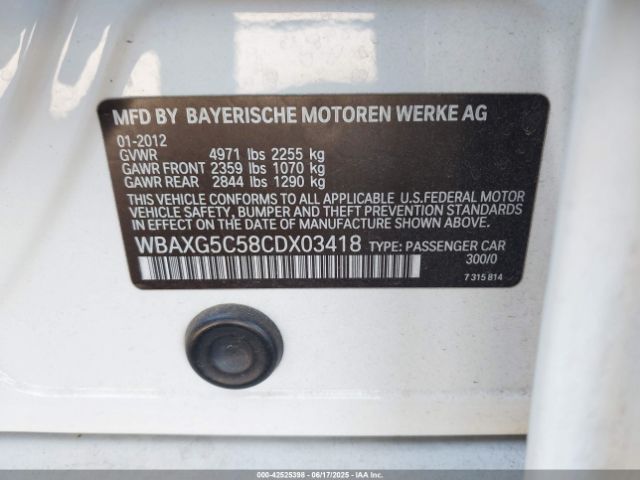 MFD BY BAYERISCHE MOTOREN WERKE AG
01-2012
GVWR 4971 lbs 2255 kg
GAWR FRONT 2359 lbs 1070 kg
GAWR REAR 2844 lbs 1290 kg
THIS VEHICLE CONFORMS TO ALL APPLICABLE U.S.FEDERAL MOTOR
VEHICLE SAFETY, BUMPER AND THEFT PREVENTION STANDARDS
IN EFFECT ON THE DATE OF MANUFACTURE SHOWN ABOVE.
WBAXG5C58CDX03418 TYPE: PASSENGER CAR
300/0
7 315 814
000-42525398 - 06/17/2025 - IAAI.COM